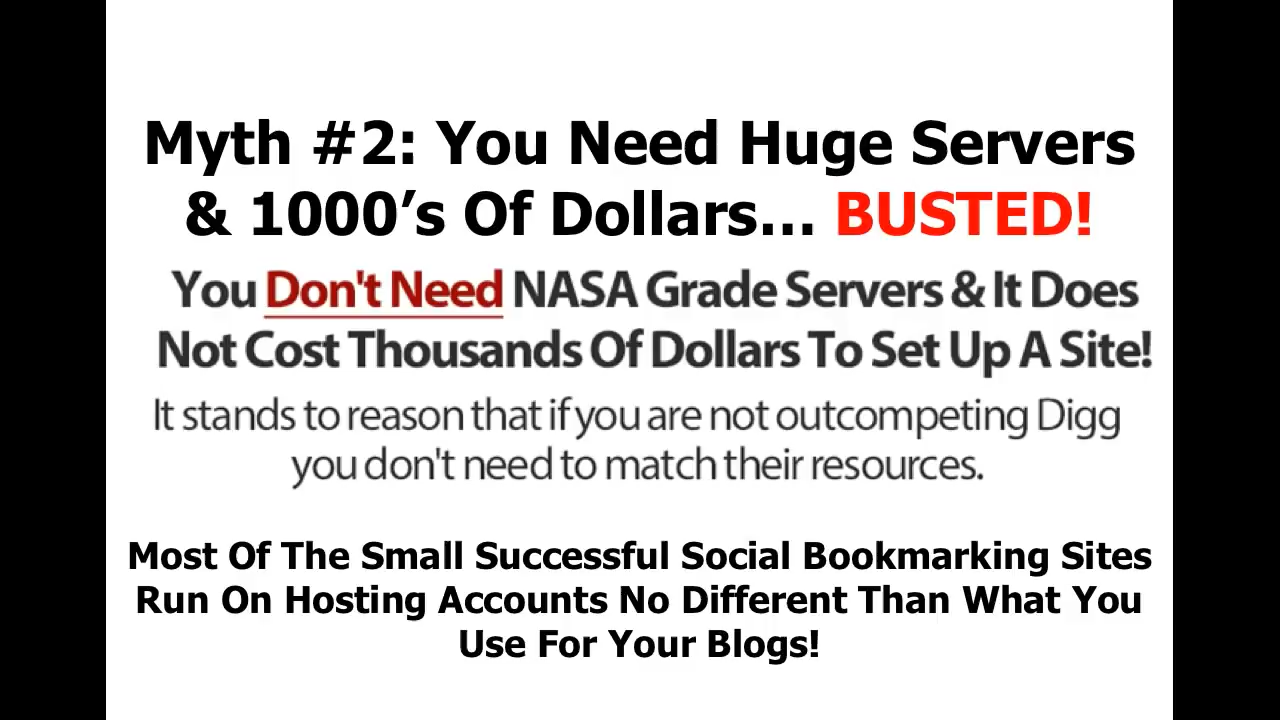 Myth #2: You Need Huge Servers
& 1000’s Of Dollars... BUSTED!
You Don't Need NASA Grade Servers & It Does
Not Cost Thousands Of Dollars To Set Up A Site!
It stands to reason that if you are not outcompeting Digg
you don't need to match their resources.
Most Of The Small Successful Social Bookmarking Sites
Run On Hosting Accounts No Different Than What You
Use For Your Blogs!